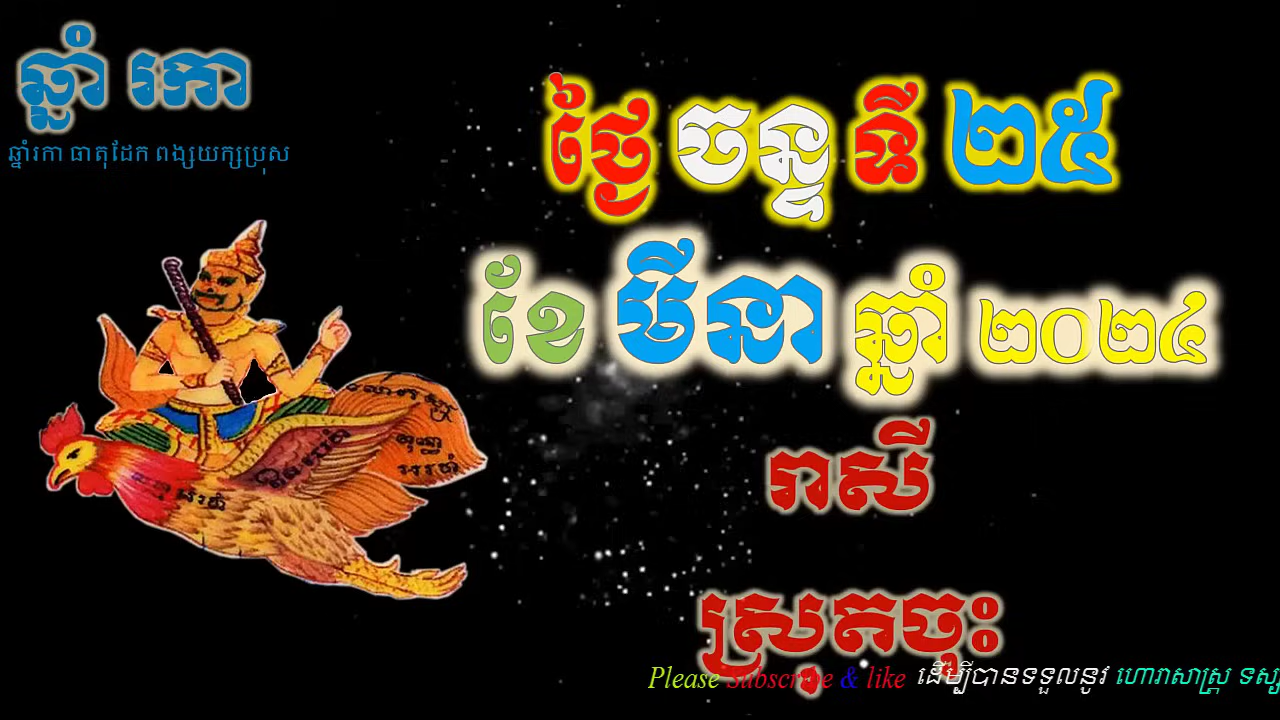 ឆ្នាំ រកា
ឆ្នាំរកា ធាតុដែក ពង្សយក្សប្រុស
ថ្ងៃ ចន្ទ ទី ២៥
ខែ មីនា ឆ្នាំ ២០២៤
រាសី
ស្រុតចុះ
Please Subscribe & like ដើម្បីបានទទួលនូវ ហោរាសាស្ត្រ